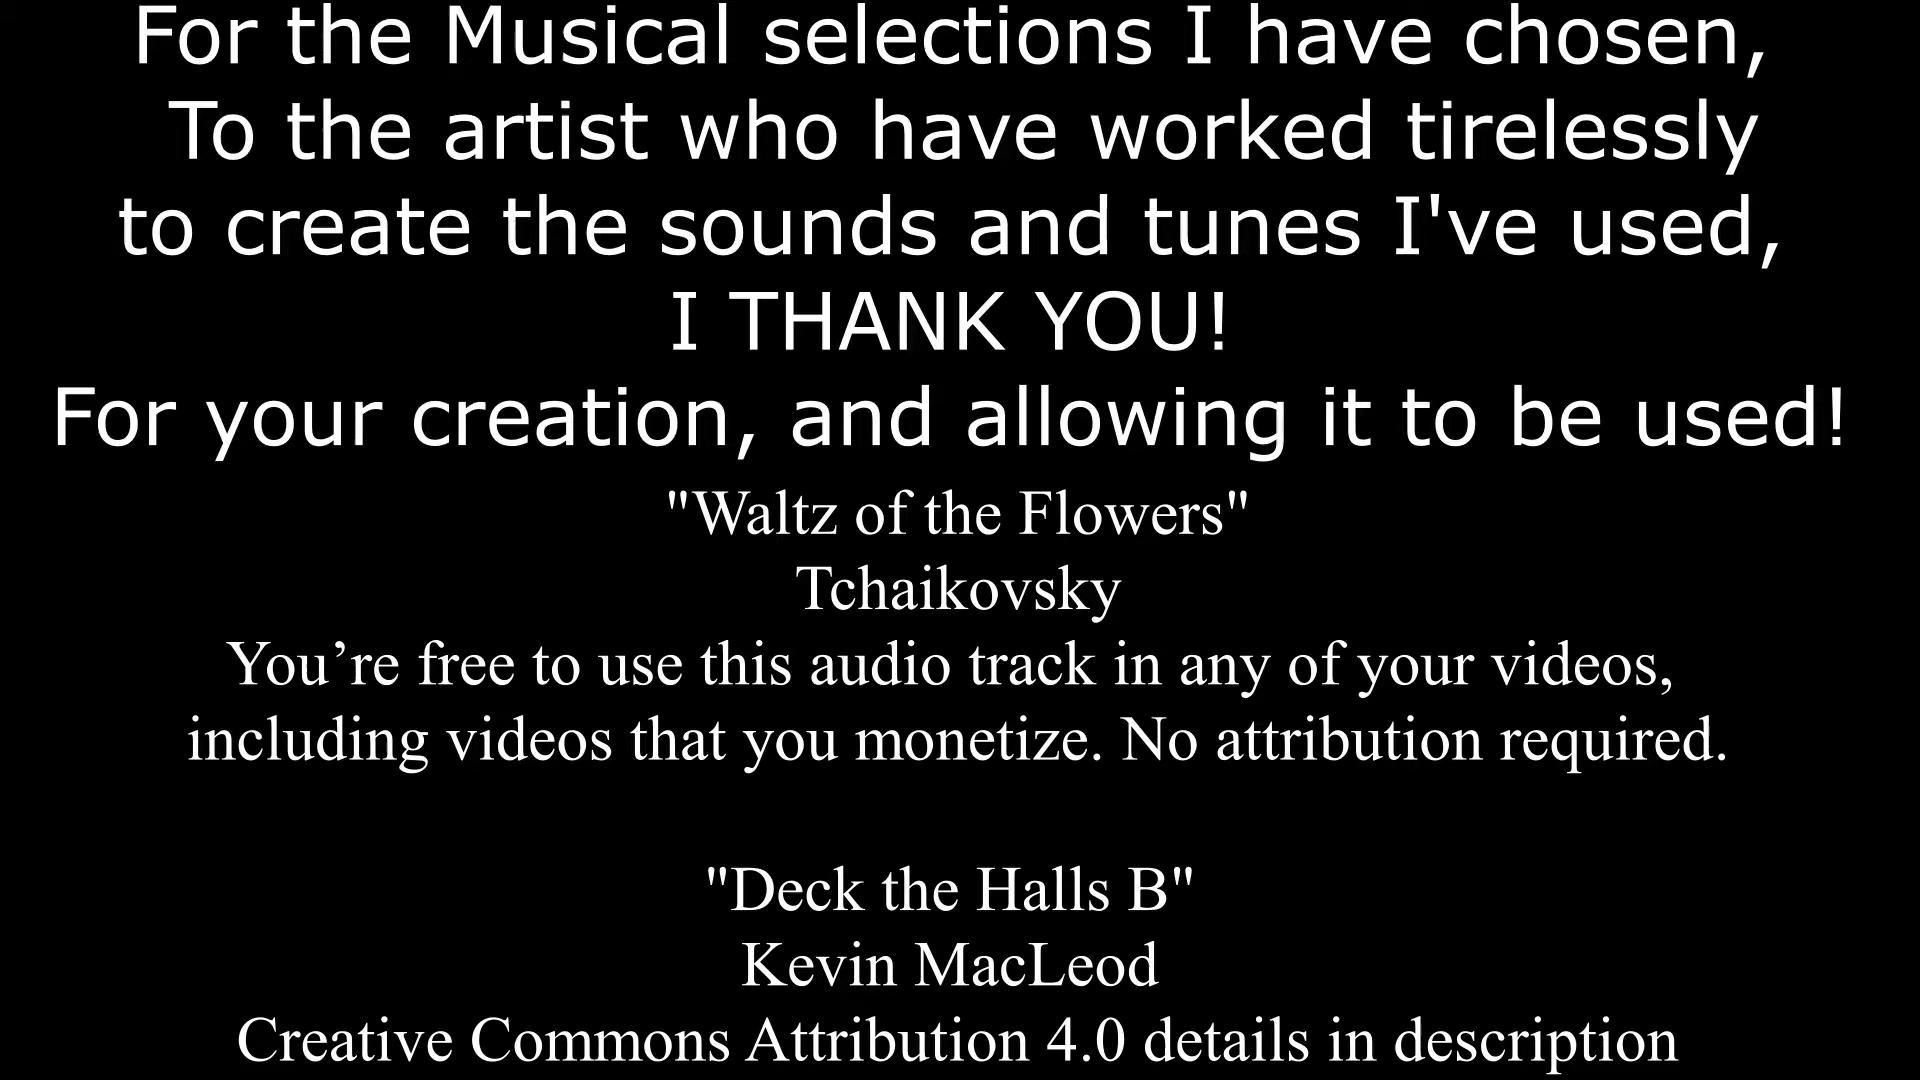 For the Musical selections I have chosen,
To the artist who have worked tirelessly
to create the sounds and tunes I've used,
I THANK YOU!
For your creation, and allowing it to be used!
"Waltz of the Flowers"
Tchaikovsky
You’re free to use this audio track in any of your videos,
including videos that you monetize. No attribution required.
"Deck the Halls B"
Kevin MacLeod
Creative Commons Attribution 4.0 details in description